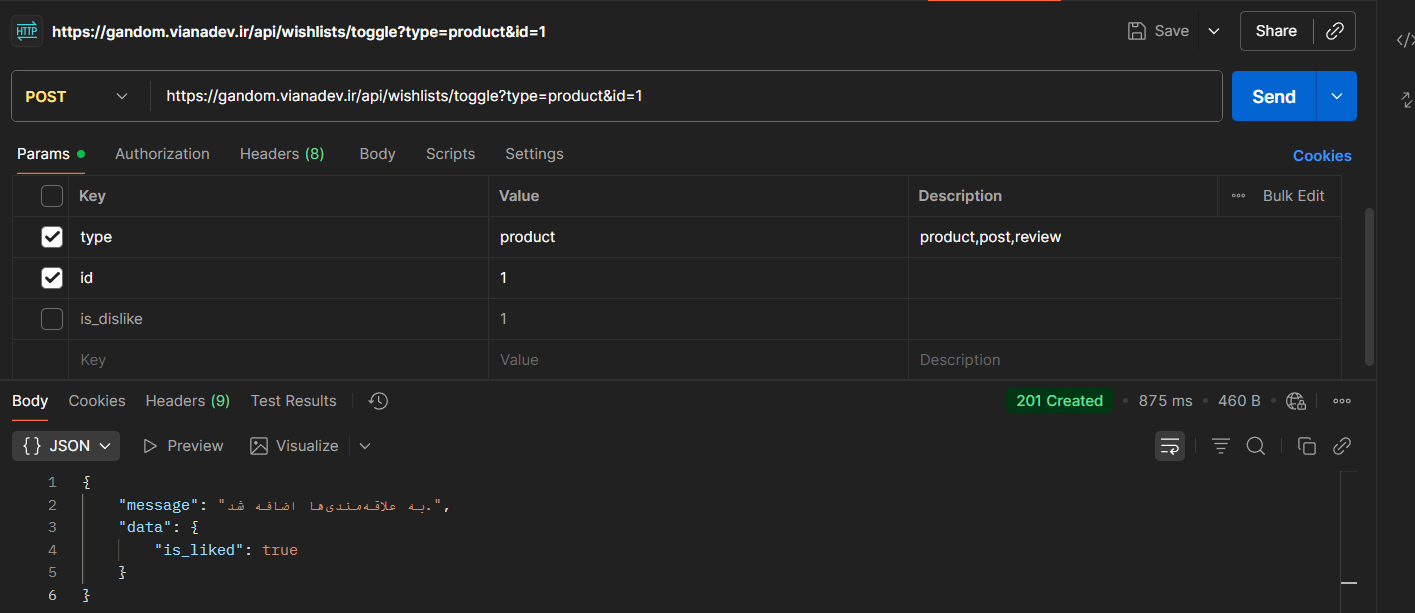 HTTP https://gandom.vianadev.ir/api/wishlists/toggle?type=product&id=1 Save Share
POST https://gandom.vianadev.ir/api/wishlists/toggle?type=product&id=1 Send
Params Authorization Headers (8) Body Scripts Settings Cookies
Key Value Description Bulk Edit
type product product,post,review
id 1
is_dislike 1
Key Value Description
Body Cookies Headers (9) Test Results 201 Created • 875 ms • 460 B
{} JSON Preview Visualize
1 {
2 "message": "به علاقه‌مندی‌ها اضافه شد.",
3 "data": {
4 "is_liked": true
5 }
6 }